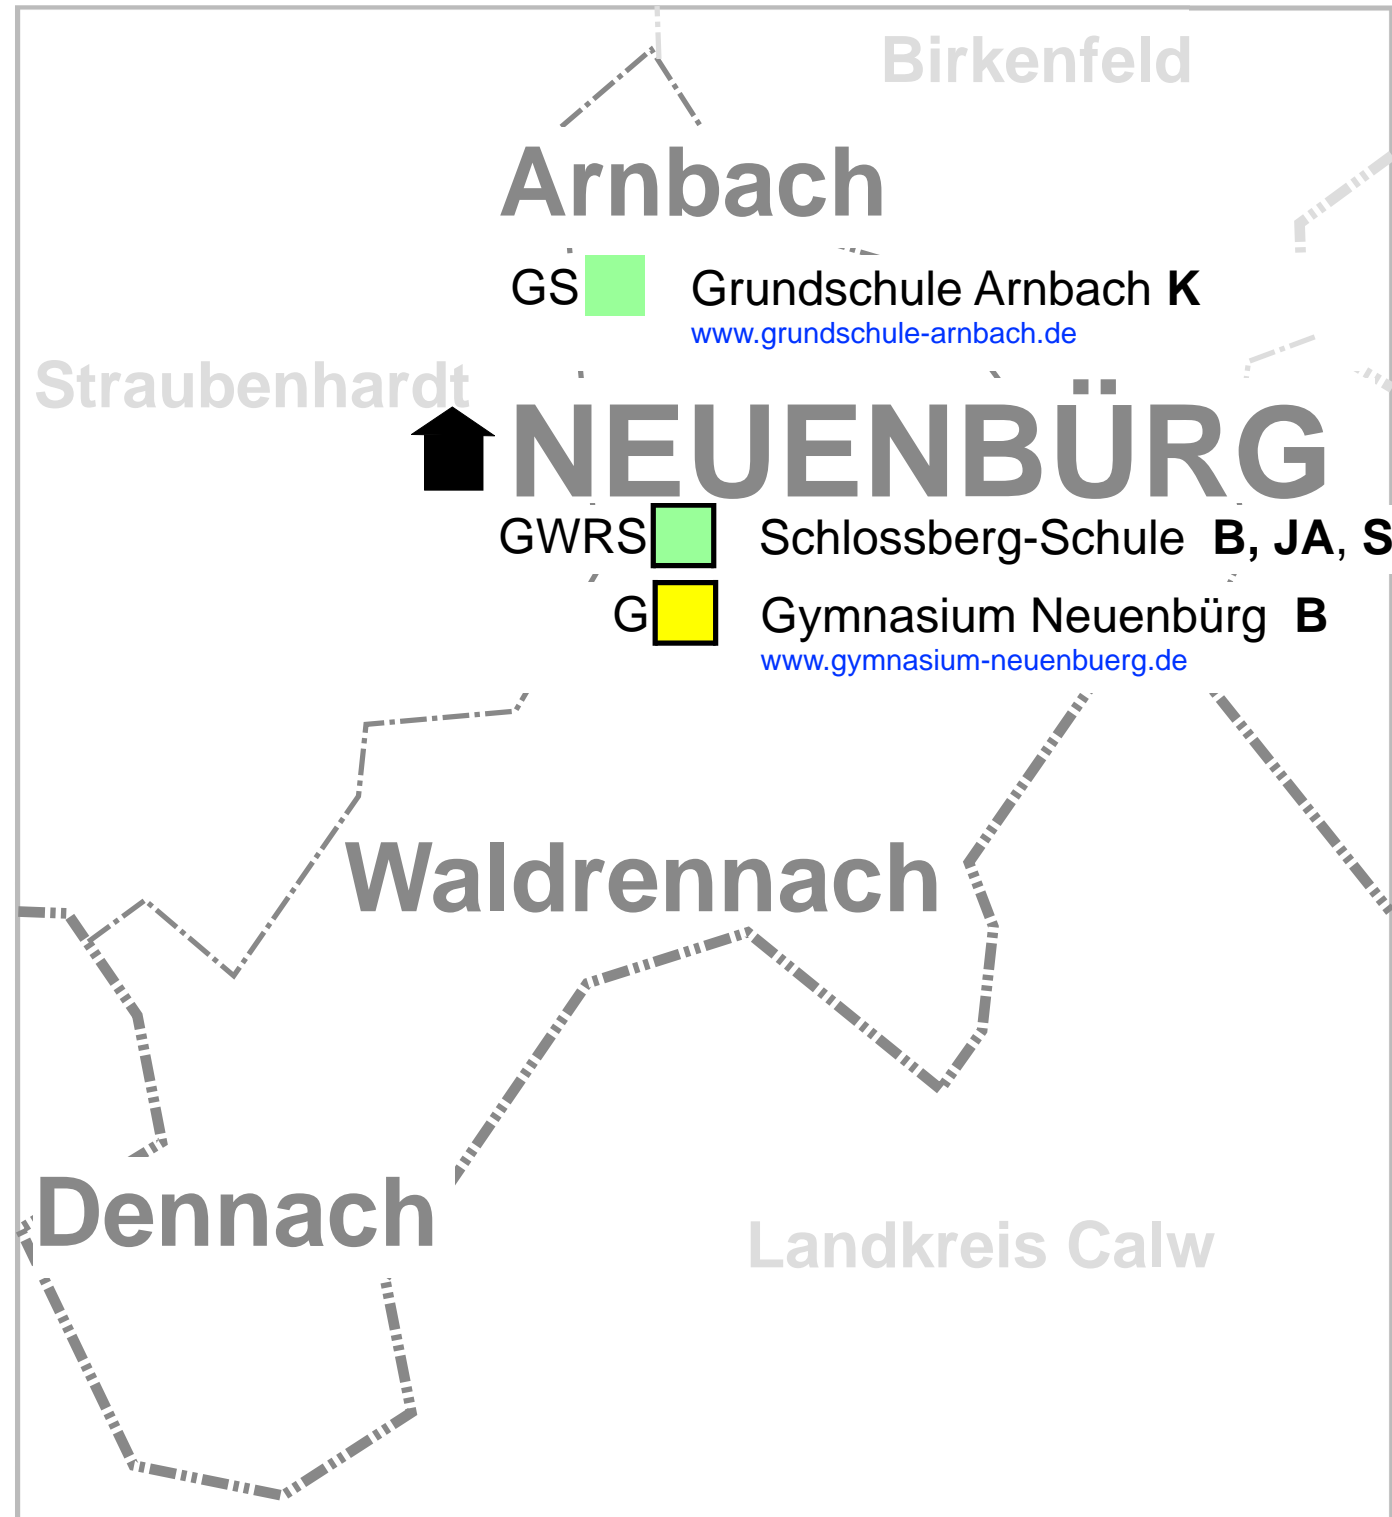 Birkenfeld
Arnbach
GS Grundschule Arnbach K
www.grundschule-arnbach.de
Straubenhardt
NEUENBÜRG
GWRS Schlossberg-Schule B, JA, S
G Gymnasium Neuenbürg B
www.gymnasium-neuenbuerg.de
Waldrennach
Dennach
Landkreis Calw